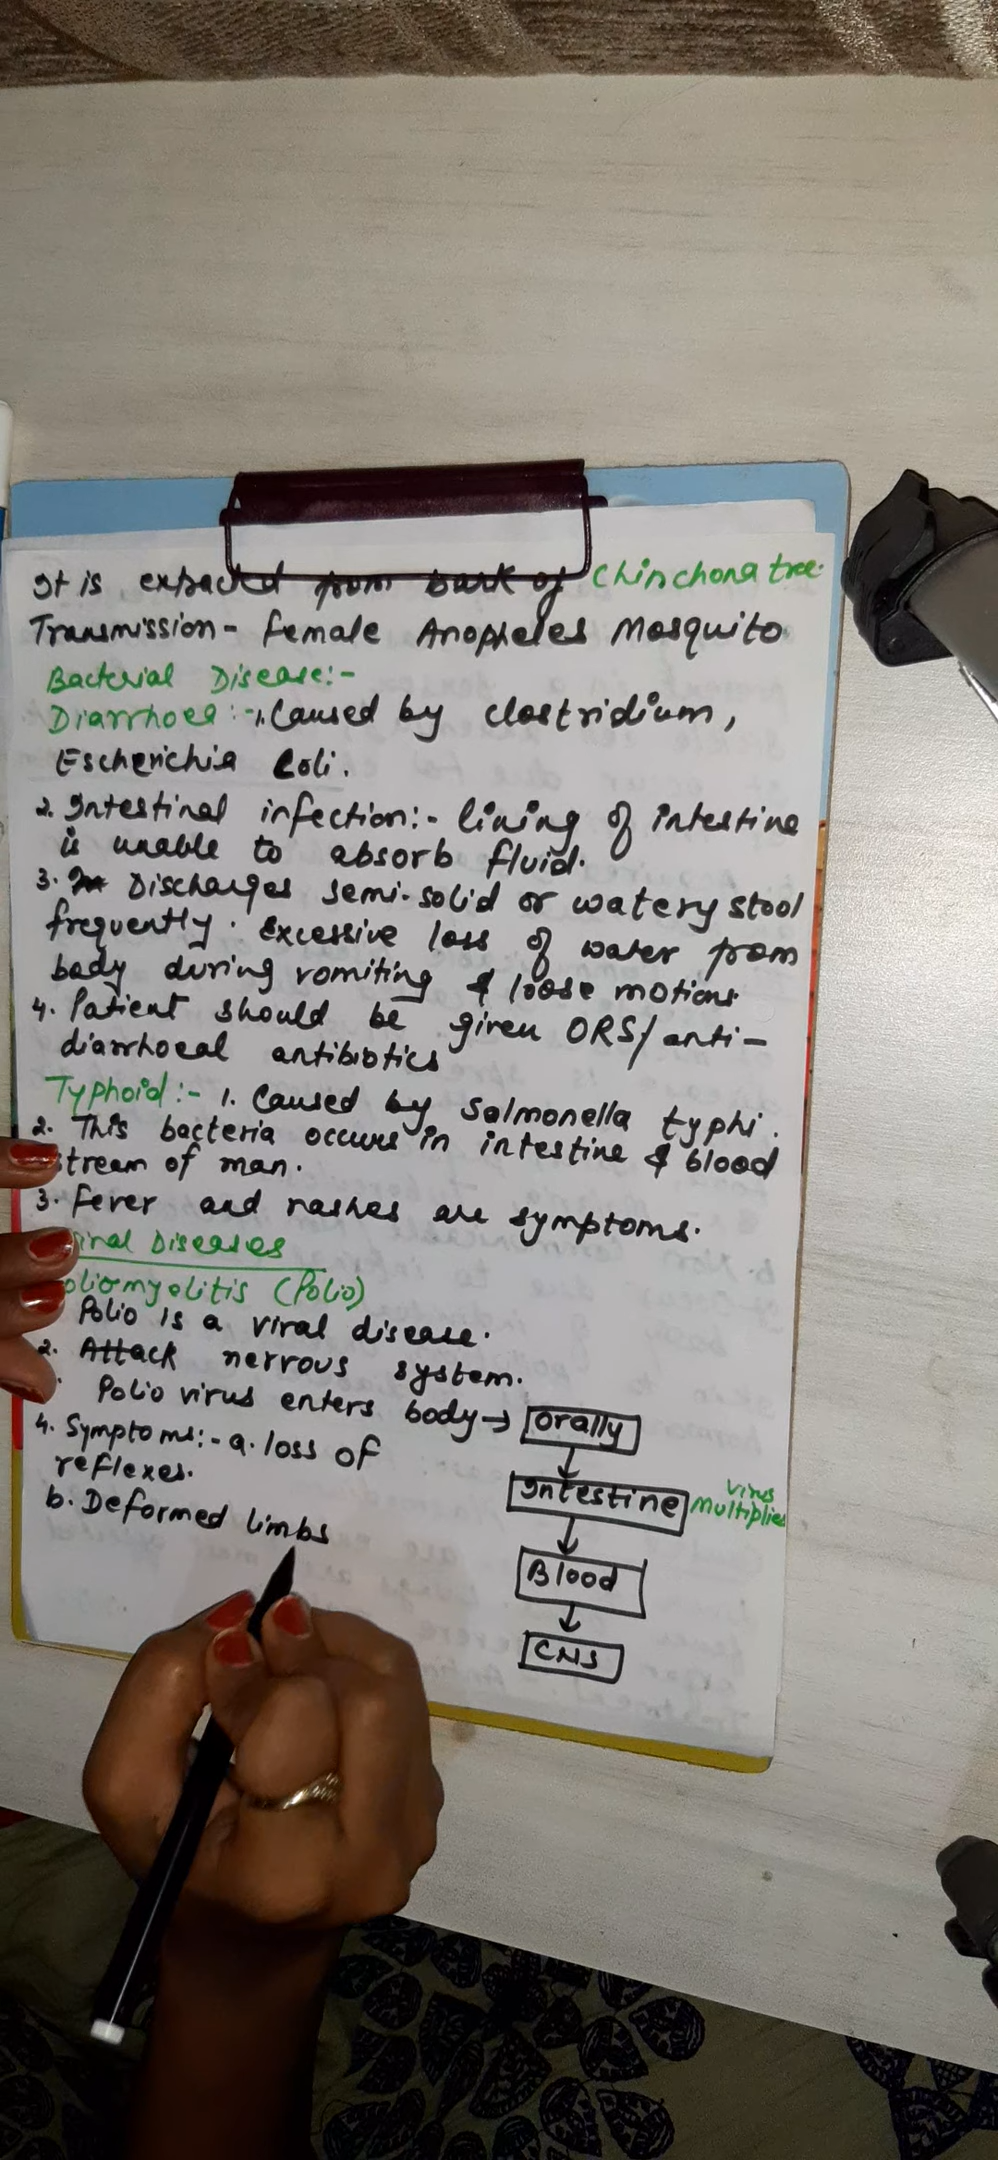 It is extracted from bark of Chinchona tree.
Transmission - female Anopheles Mosquito
Bacterial Disease:-
Diarrhoea:- 1. Caused by clostridium,
Escherichia Coli.
2. Intestinal infection:- lining of intestine
is unable to absorb fluid.
3. Discharges semi-solid or watery stool
frequently. Excessive loss of water from
body during vomiting & loose motions.
4. Patient should be given ORS/ anti-
diarrhoeal antibiotics
Typhoid:- 1. Caused by Salmonella typhi.
2. This bacteria occurs in intestine & blood
stream of man.
3. Fever and rashes are symptoms.
Viral Diseases
Poliomyelitis (Polio)
Polio is a viral disease.
2. Attack nervous system.
Polio virus enters body → Orally
4. Symptoms:- a. loss of
reflexes.
Intestine virus multiplies
b. Deformed limbs
Blood
CNS